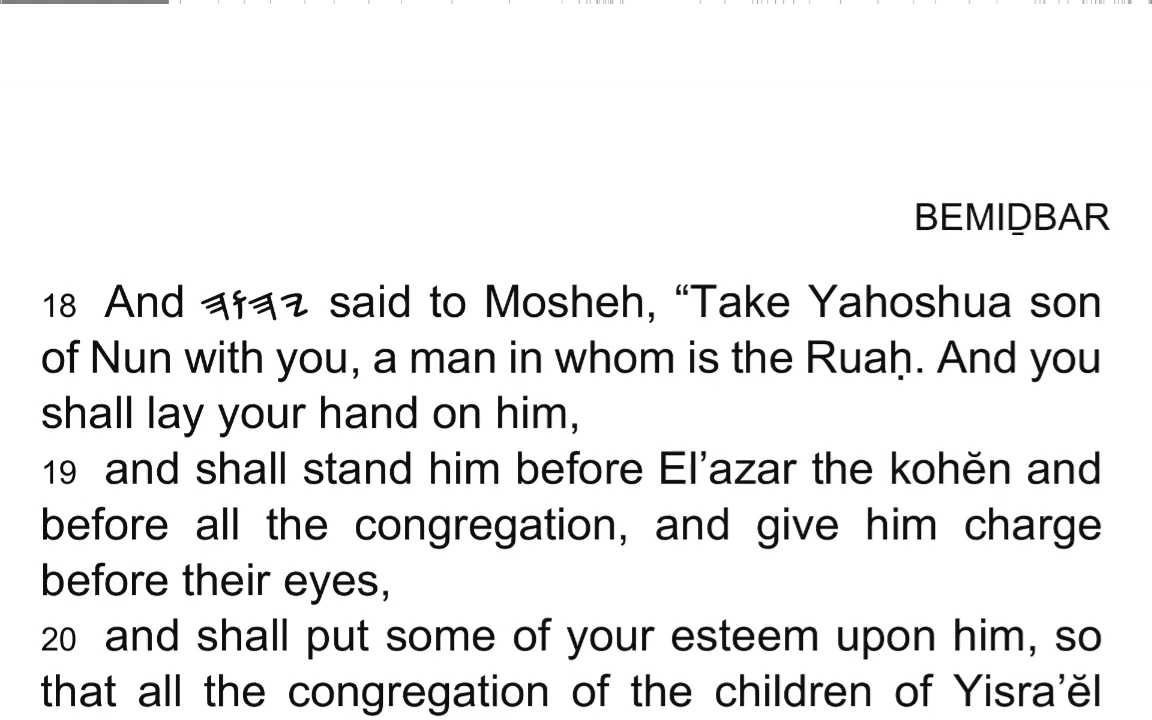 BEMIḎBAR
18 And 𐤉𐤄𐤅𐤄 said to Mosheh, “Take Yahoshua son
of Nun with you, a man in whom is the Ruaḥ. And you
shall lay your hand on him,
19 and shall stand him before El’azar the kohĕn and
before all the congregation, and give him charge
before their eyes,
20 and shall put some of your esteem upon him, so
that all the congregation of the children of Yisra’ĕl